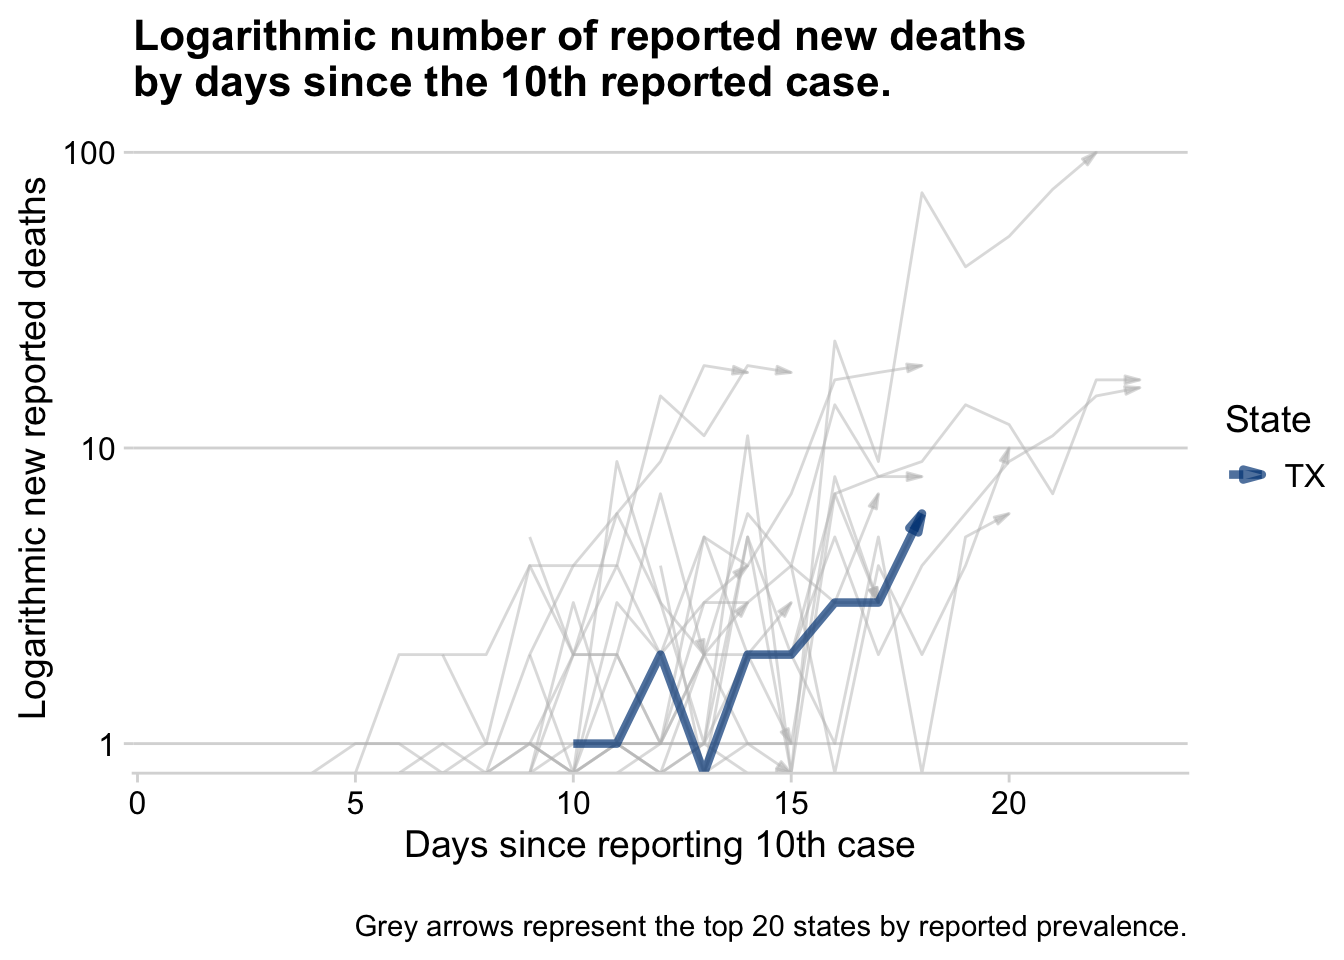 Logarithmic number of reported new deaths
by days since the 10th reported case.
Logarithmic new reported deaths
100
10
1
0 5 10 15 20
Days since reporting 10th case
State
TX
Grey arrows represent the top 20 states by reported prevalence.